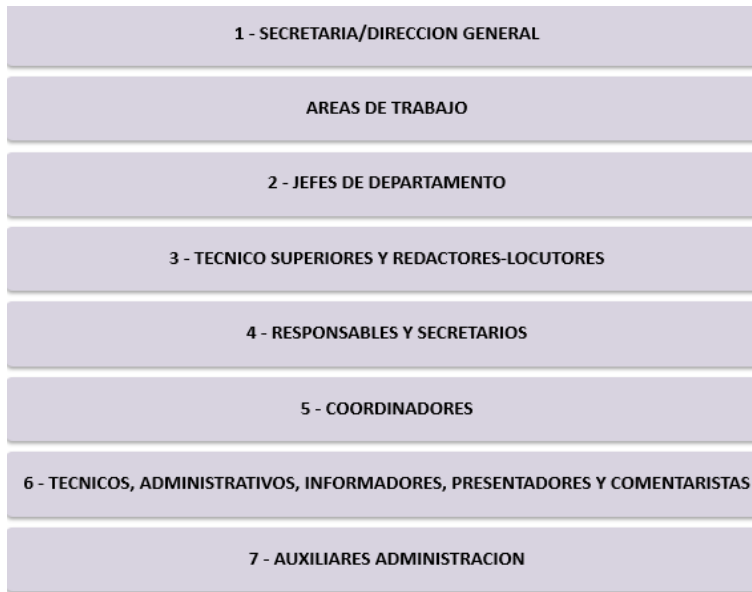 1 - SECRETARIA/DIRECCION GENERAL
AREAS DE TRABAJO
2 - JEFES DE DEPARTAMENTO
3 - TECNICO SUPERIORES Y REDACTORES-LOCUTORES
4 - RESPONSABLES Y SECRETARIOS
5 - COORDINADORES
6 - TECNICOS, ADMINISTRATIVOS, INFORMADORES, PRESENTADORES Y COMENTARISTAS
7 - AUXILIARES ADMINISTRACION